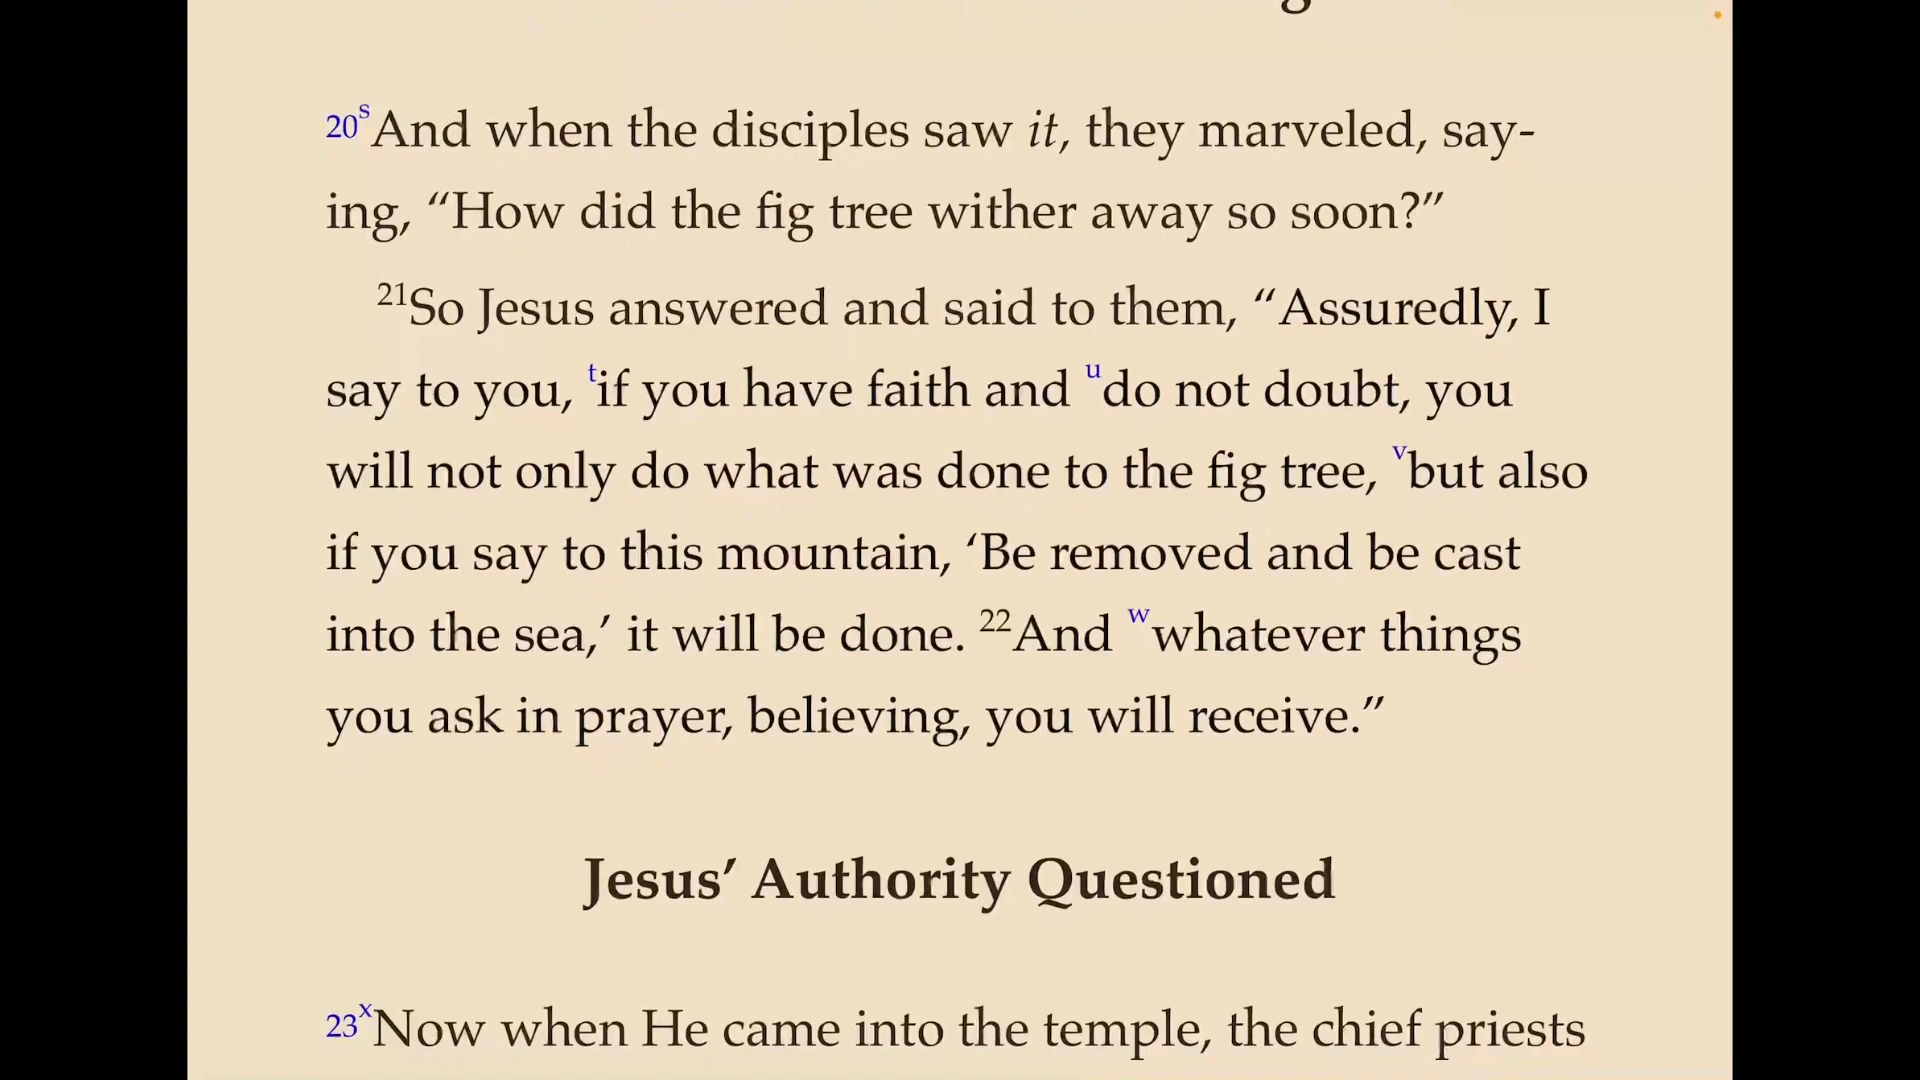 20ˢAnd when the disciples saw it, they marveled, say-
ing, “How did the fig tree wither away so soon?”
²¹So Jesus answered and said to them, “Assuredly, I
say to you, ᵗif you have faith and ᵘdo not doubt, you
will not only do what was done to the fig tree, ᵛbut also
if you say to this mountain, ‘Be removed and be cast
into the sea,’ it will be done. ²²And ʷwhatever things
you ask in prayer, believing, you will receive.”
Jesus’ Authority Questioned
23ˣNow when He came into the temple, the chief priests